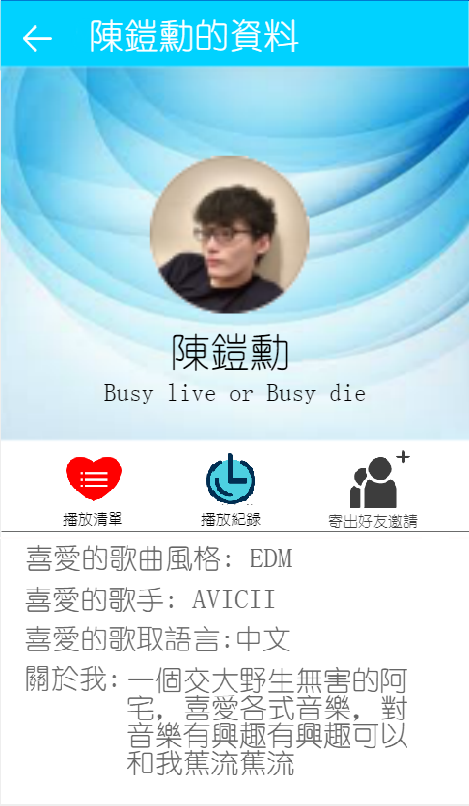 陳鎧勳的資料
陳鎧勳
Busy live or Busy die
播放清單
播放紀錄
寄出好友邀請
喜愛的歌曲風格: EDM
喜愛的歌手: AVICII
喜愛的歌取語言:中文
關於我: 一個交大野生無害的阿
宅，喜愛各式音樂，對
音樂有興趣有興趣可以
和我蕉流蕉流